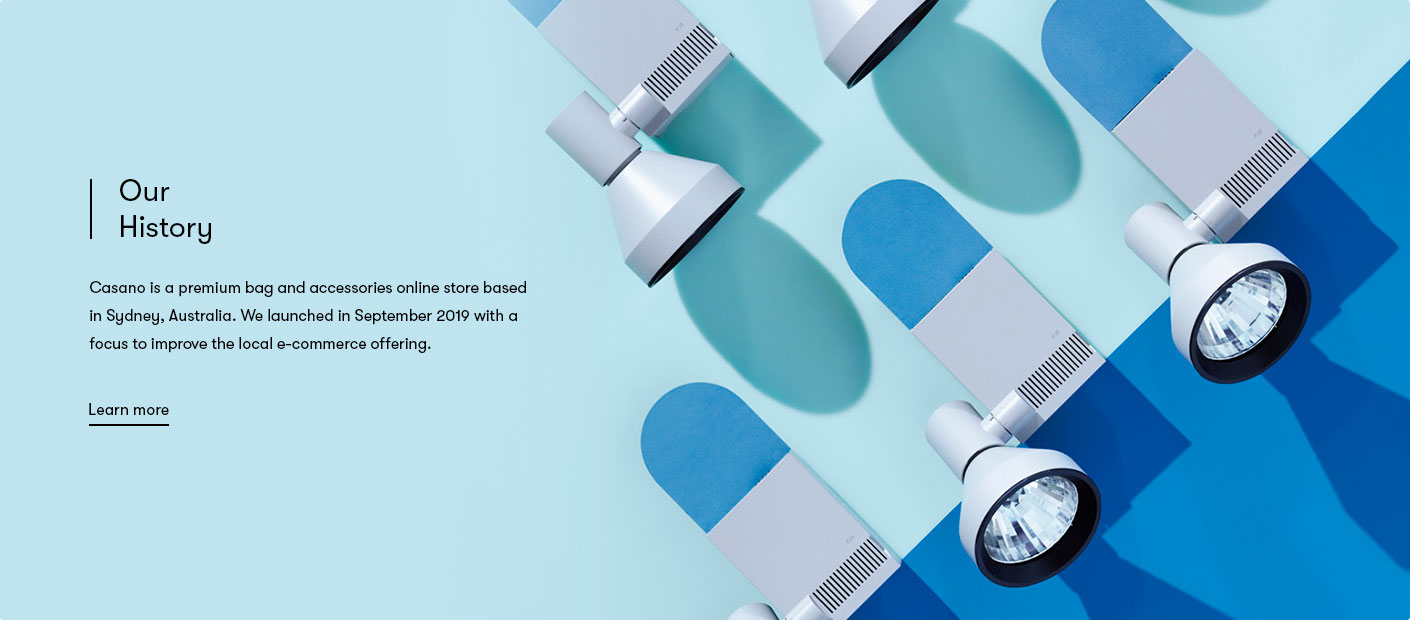 Our
History
Casano is a premium bag and accessories online store based
in Sydney, Australia. We launched in September 2019 with a
focus to improve the local e-commerce offering.
Learn more